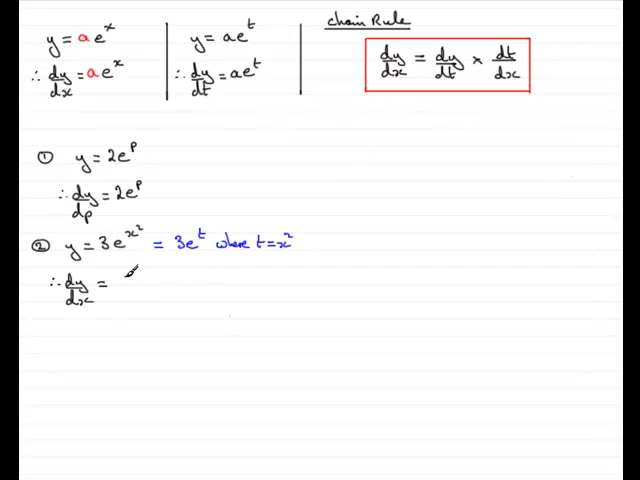 y = ae^x
∴ dy/dx = ae^x
y = ae^t
∴ dy/dt = ae^t
Chain Rule
dy/dx = dy/dt × dt/dx
① y = 2e^p
∴ dy/dp = 2e^p
② y = 3e^x² = 3e^t where t = x²
∴ dy/dx =